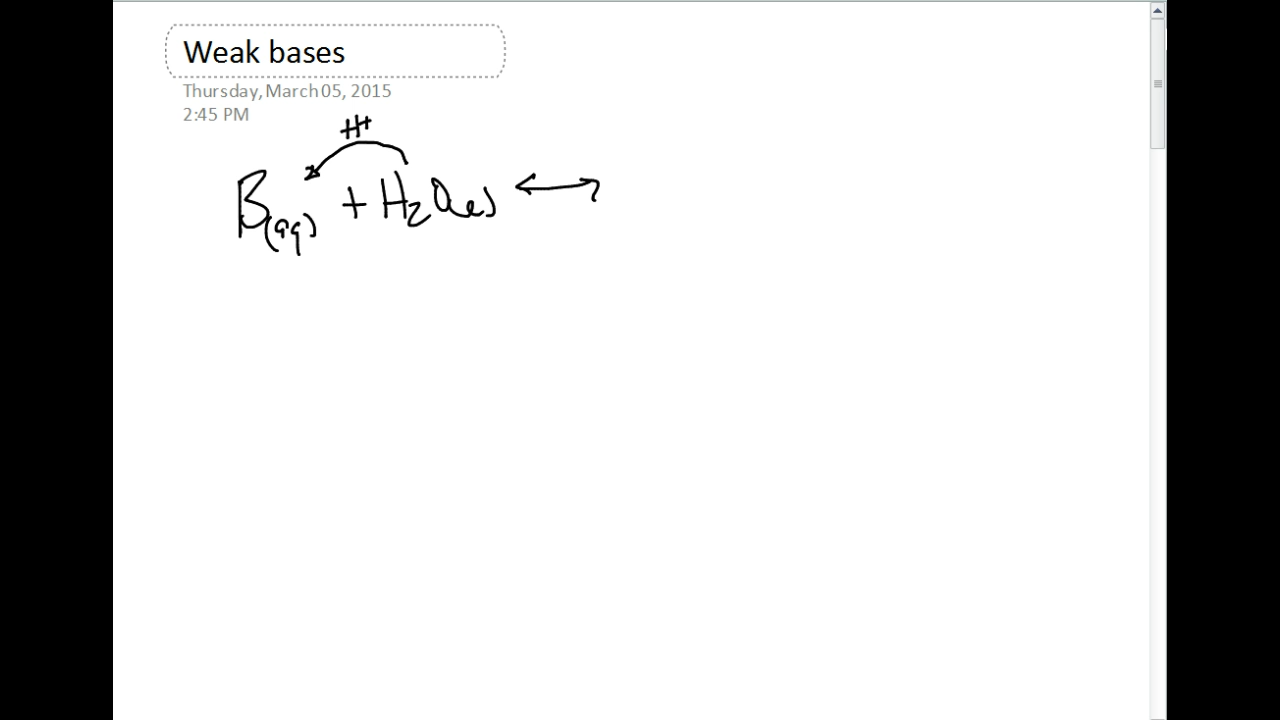 Weak bases
Thursday, March 05, 2015
2:45 PM
H+
B(aq) + H2O(l) ↔